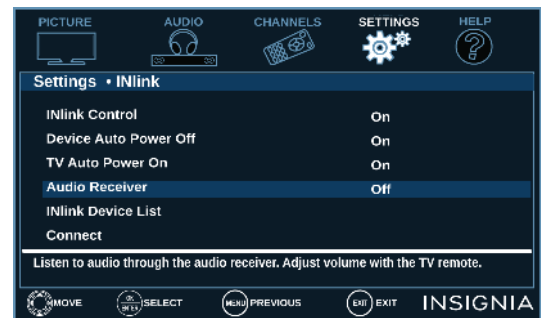 PICTURE AUDIO CHANNELS SETTINGS HELP
Settings • INlink
INlink Control On
Device Auto Power Off On
TV Auto Power On On
Audio Receiver Off
INlink Device List
Connect
Listen to audio through the audio receiver. Adjust volume with the TV remote.
MOVE OK ENTER SELECT MENU PREVIOUS EXIT EXIT INSIGNIA